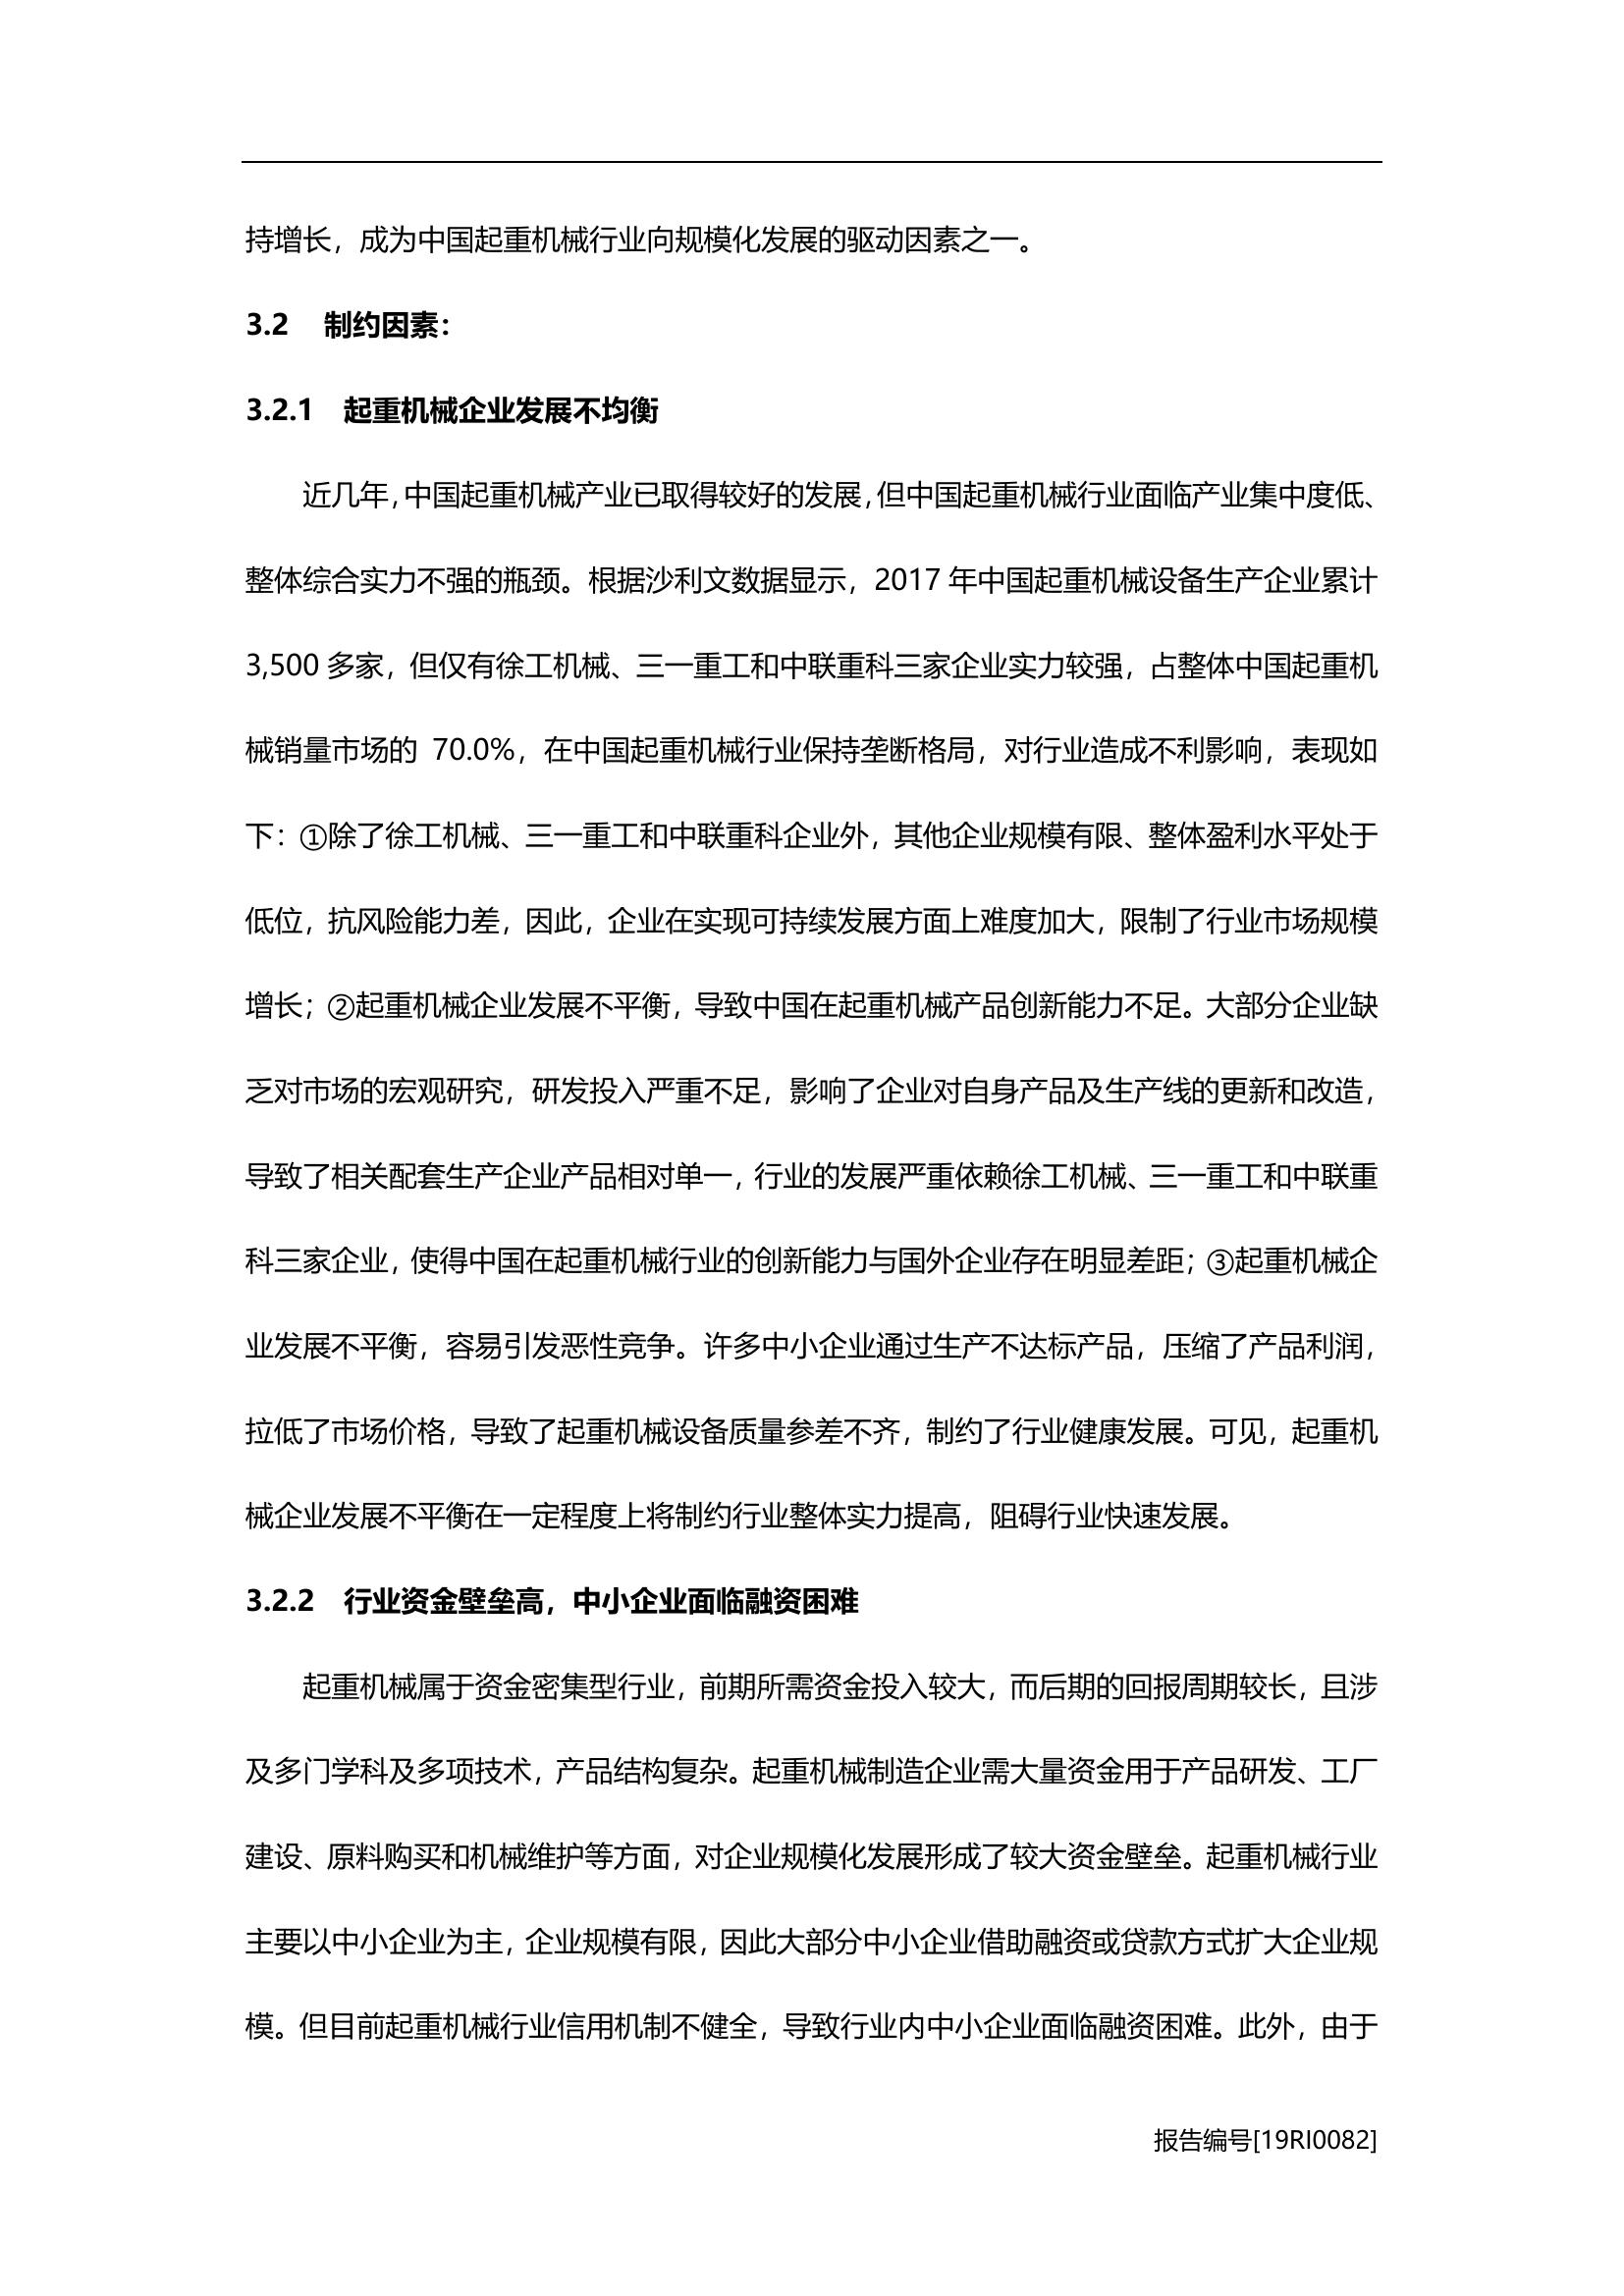 持增长，成为中国起重机械行业向规模化发展的驱动因素之一。
3.2 制约因素：
3.2.1 起重机械企业发展不均衡
近几年，中国起重机械产业已取得较好的发展，但中国起重机械行业面临产业集中度低、
整体综合实力不强的瓶颈。根据沙利文数据显示，2017 年中国起重机械设备生产企业累计
3,500 多家，但仅有徐工机械、三一重工和中联重科三家企业实力较强，占整体中国起重机
械销量市场的 70.0%，在中国起重机械行业保持垄断格局，对行业造成不利影响，表现如
下：①除了徐工机械、三一重工和中联重科企业外，其他企业规模有限、整体盈利水平处于
低位，抗风险能力差，因此，企业在实现可持续发展方面上难度加大，限制了行业市场规模
增长；②起重机械企业发展不平衡，导致中国在起重机械产品创新能力不足。大部分企业缺
乏对市场的宏观研究，研发投入严重不足，影响了企业对自身产品及生产线的更新和改造，
导致了相关配套生产企业产品相对单一，行业的发展严重依赖徐工机械、三一重工和中联重
科三家企业，使得中国在起重机械行业的创新能力与国外企业存在明显差距；③起重机械企
业发展不平衡，容易引发恶性竞争。许多中小企业通过生产不达标产品，压缩了产品利润，
拉低了市场价格，导致了起重机械设备质量参差不齐，制约了行业健康发展。可见，起重机
械企业发展不平衡在一定程度上将制约行业整体实力提高，阻碍行业快速发展。
3.2.2 行业资金壁垒高，中小企业面临融资困难
起重机械属于资金密集型行业，前期所需资金投入较大，而后期的回报周期较长，且涉
及多门学科及多项技术，产品结构复杂。起重机械制造企业需大量资金用于产品研发、工厂
建设、原料购买和机械维护等方面，对企业规模化发展形成了较大资金壁垒。起重机械行业
主要以中小企业为主，企业规模有限，因此大部分中小企业借助融资或贷款方式扩大企业规
模。但目前起重机械行业信用机制不健全，导致行业内中小企业面临融资困难。此外，由于
报告编号[19RI0082]